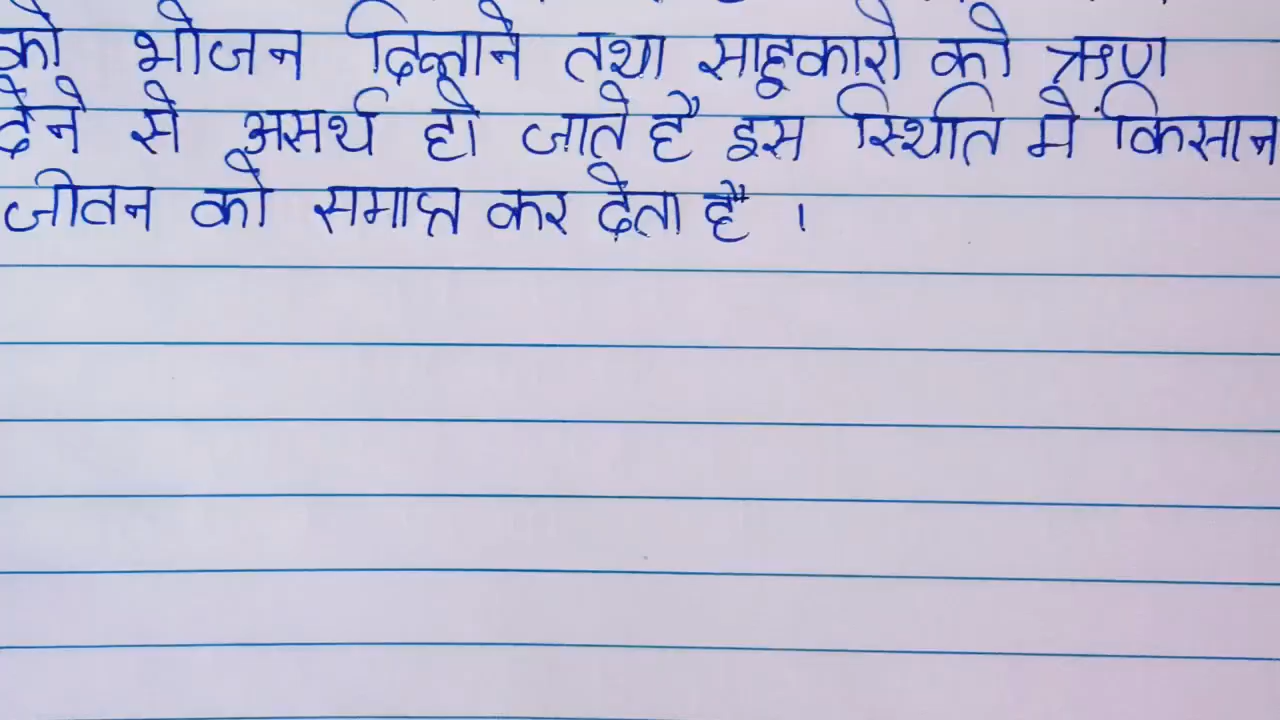 को भोजन दिलाने तथा साहूकारो को ऋण
देने से असर्थ हो जाते है इस स्थिति में किसान
जीवन को समाप्त कर देता है ।